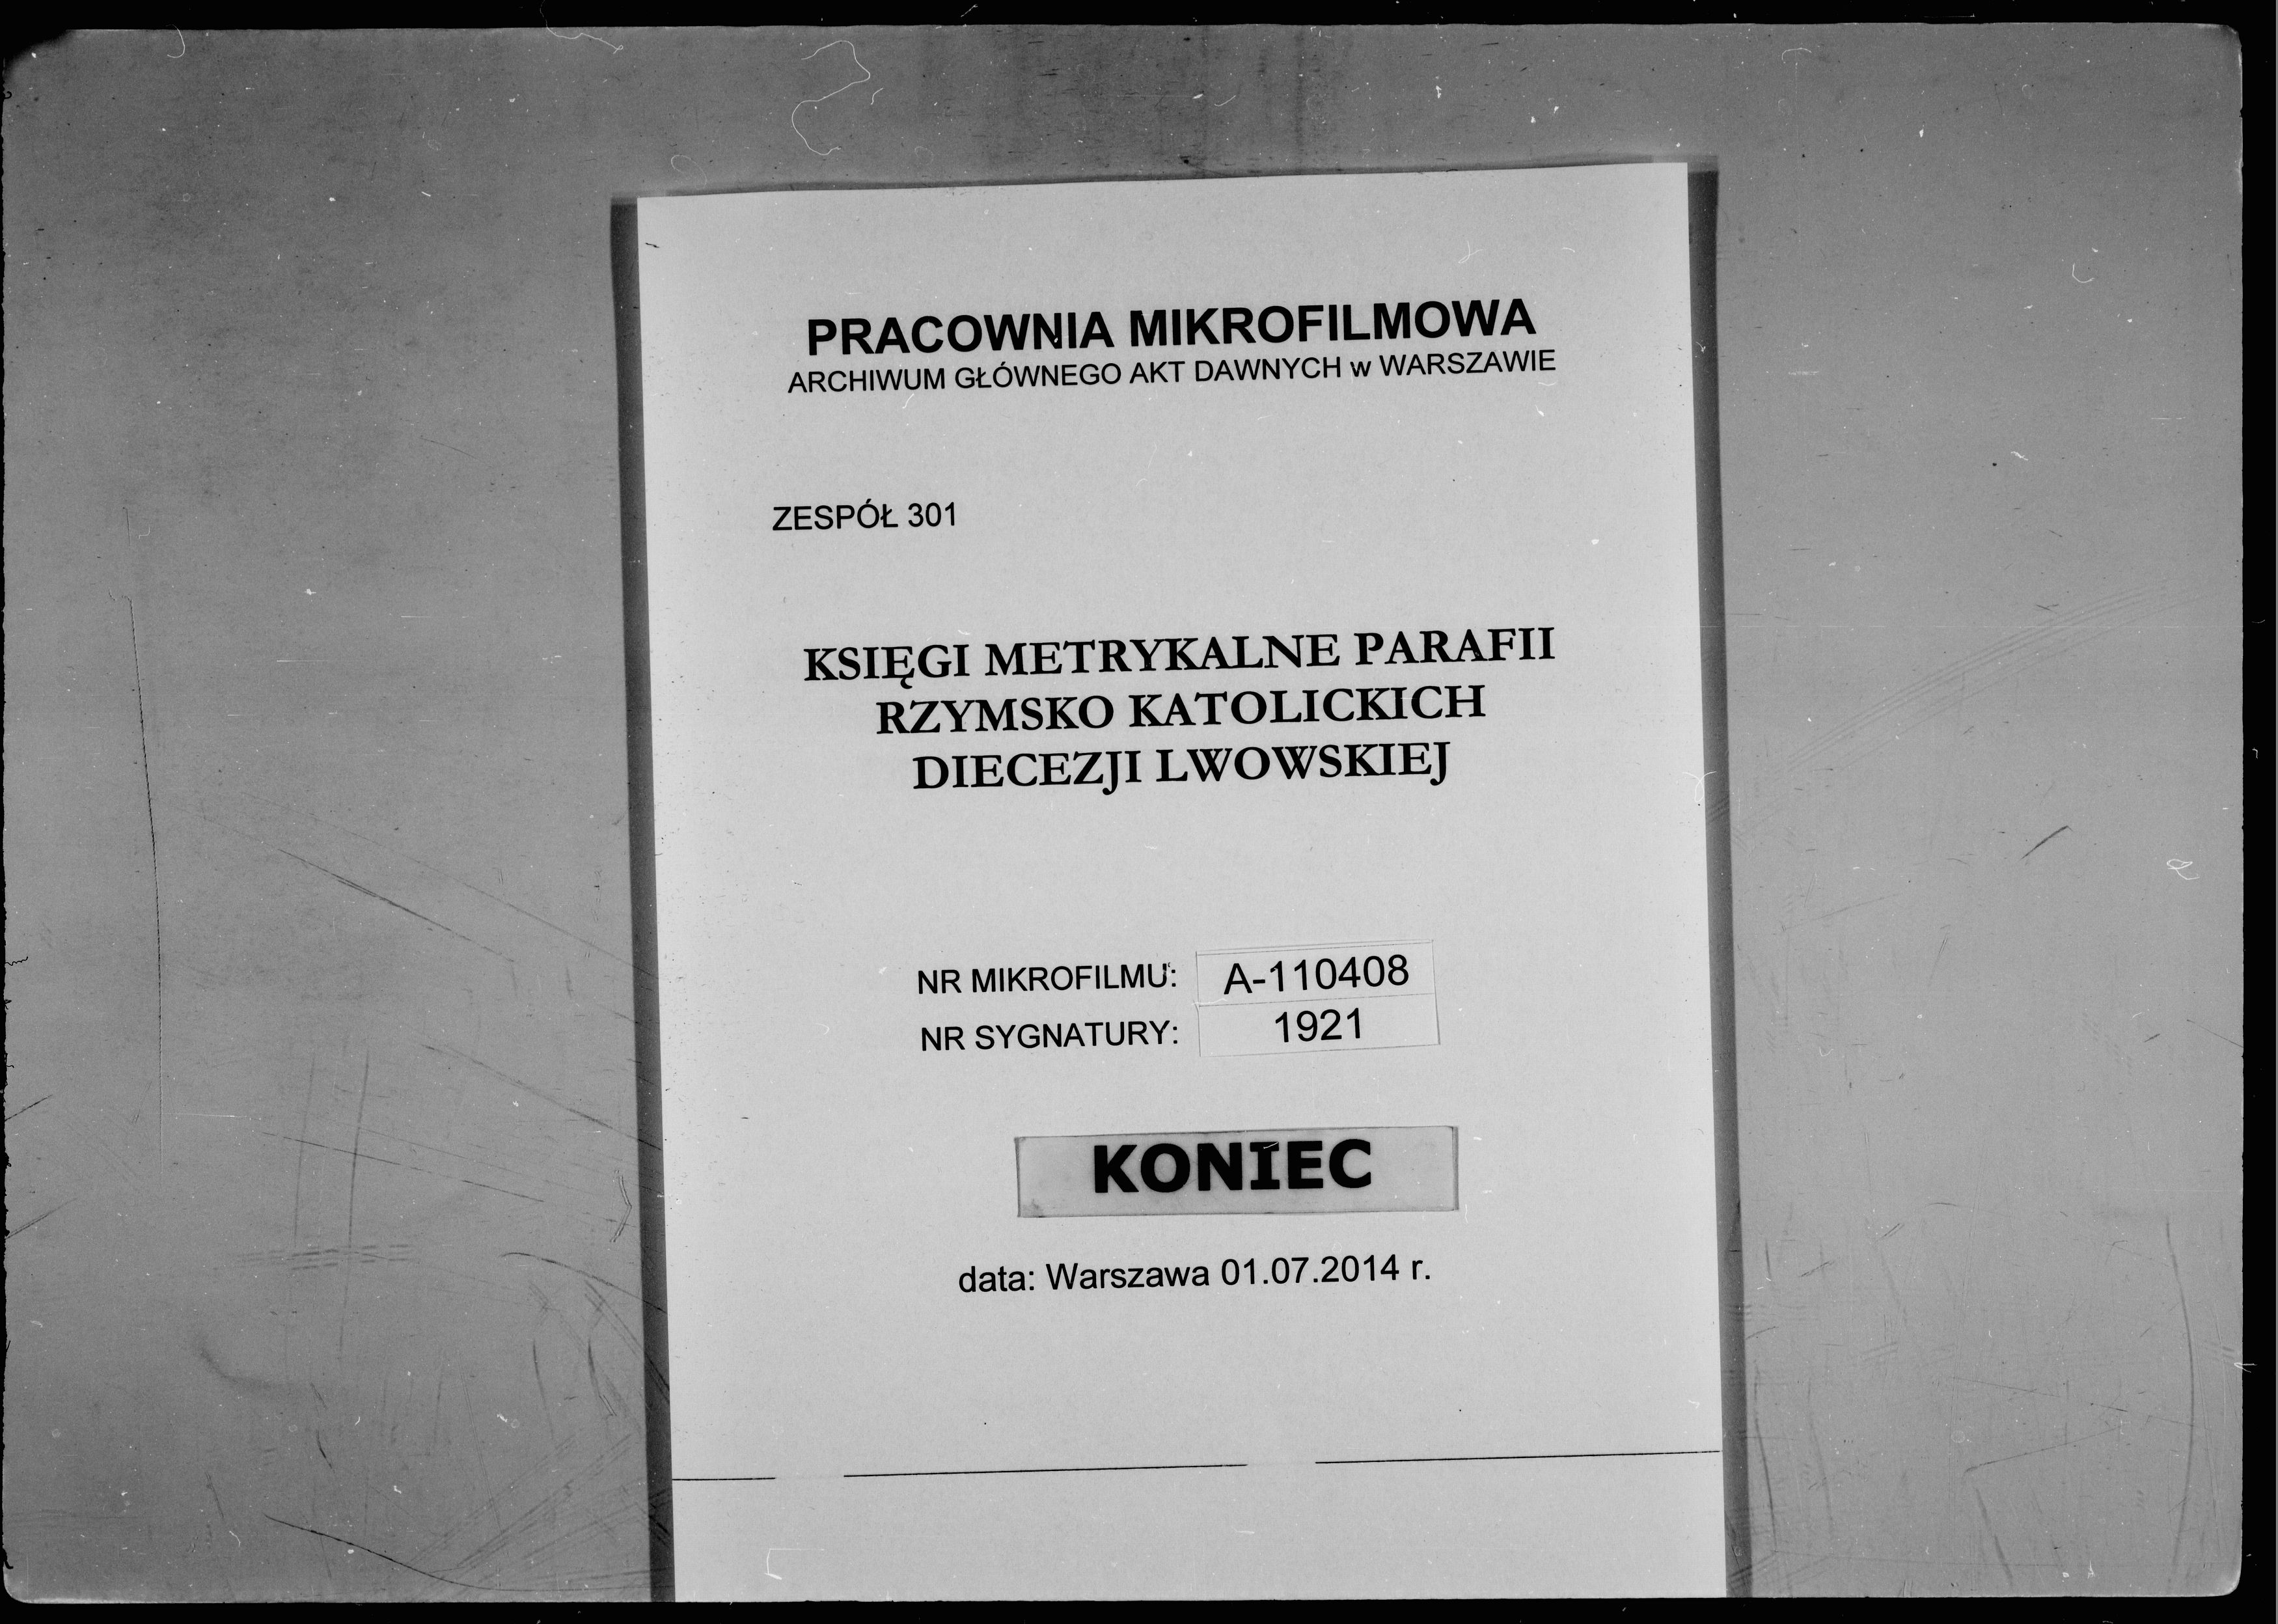 PRACOWNIA MIKROFILMOWA
ARCHIWUM GŁÓWNEGO AKT DAWNYCH w WARSZAWIE
ZESPÓŁ 301
KSIĘGI METRYKALNE PARAFII
RZYMSKO KATOLICKICH
DIECEZJI LWOWSKIEJ
NR MIKROFILMU: A-110408
NR SYGNATURY: 1921
KONIEC
data: Warszawa 01.07.2014 r.